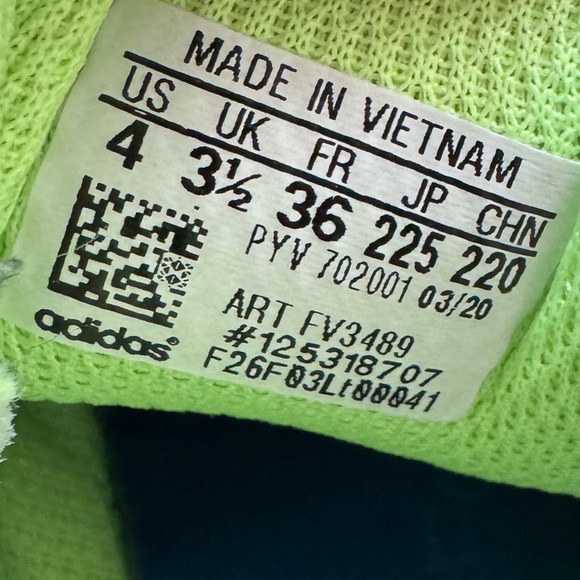 MADE IN VIETNAM
US UK FR JP CHN
4 3½ 36 225 220
PYV 702001 03/20
ART FV3489
#125318707
F26F03Lt00041
adidas